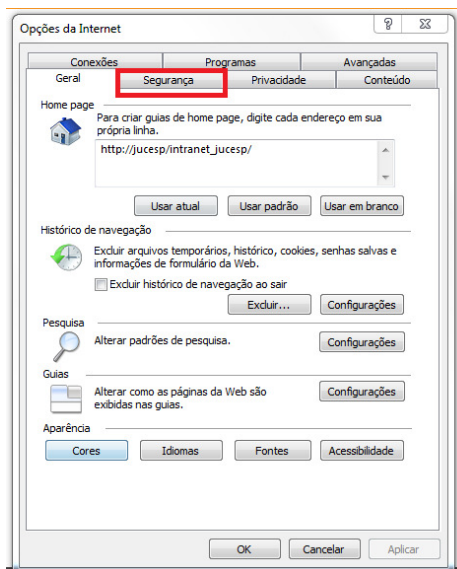 Opções da Internet
Conexões Programas Avançadas
Geral Segurança Privacidade Conteúdo
Home page
Para criar guias de home page, digite cada endereço em sua
própria linha.
http://jucesp/intranet_jucesp/
Usar atual Usar padrão Usar em branco
Histórico de navegação
Excluir arquivos temporários, histórico, cookies, senhas salvas e
informações de formulário da Web.
Excluir histórico de navegação ao sair
Excluir... Configurações
Pesquisa
Alterar padrões de pesquisa. Configurações
Guias
Alterar como as páginas da Web são
exibidas nas guias.
Configurações
Aparência
Cores Idiomas Fontes Acessibilidade
OK Cancelar Aplicar